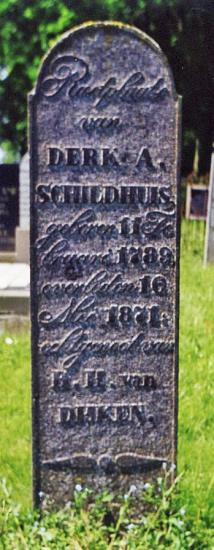 Rustplaats
van
DERK A.
SCHILDHUIS,
geboren 11 Fe
bruarij 1789
overleden 16
Mei 1871,
echtgenoot van
H. H. van
DIJKEN,